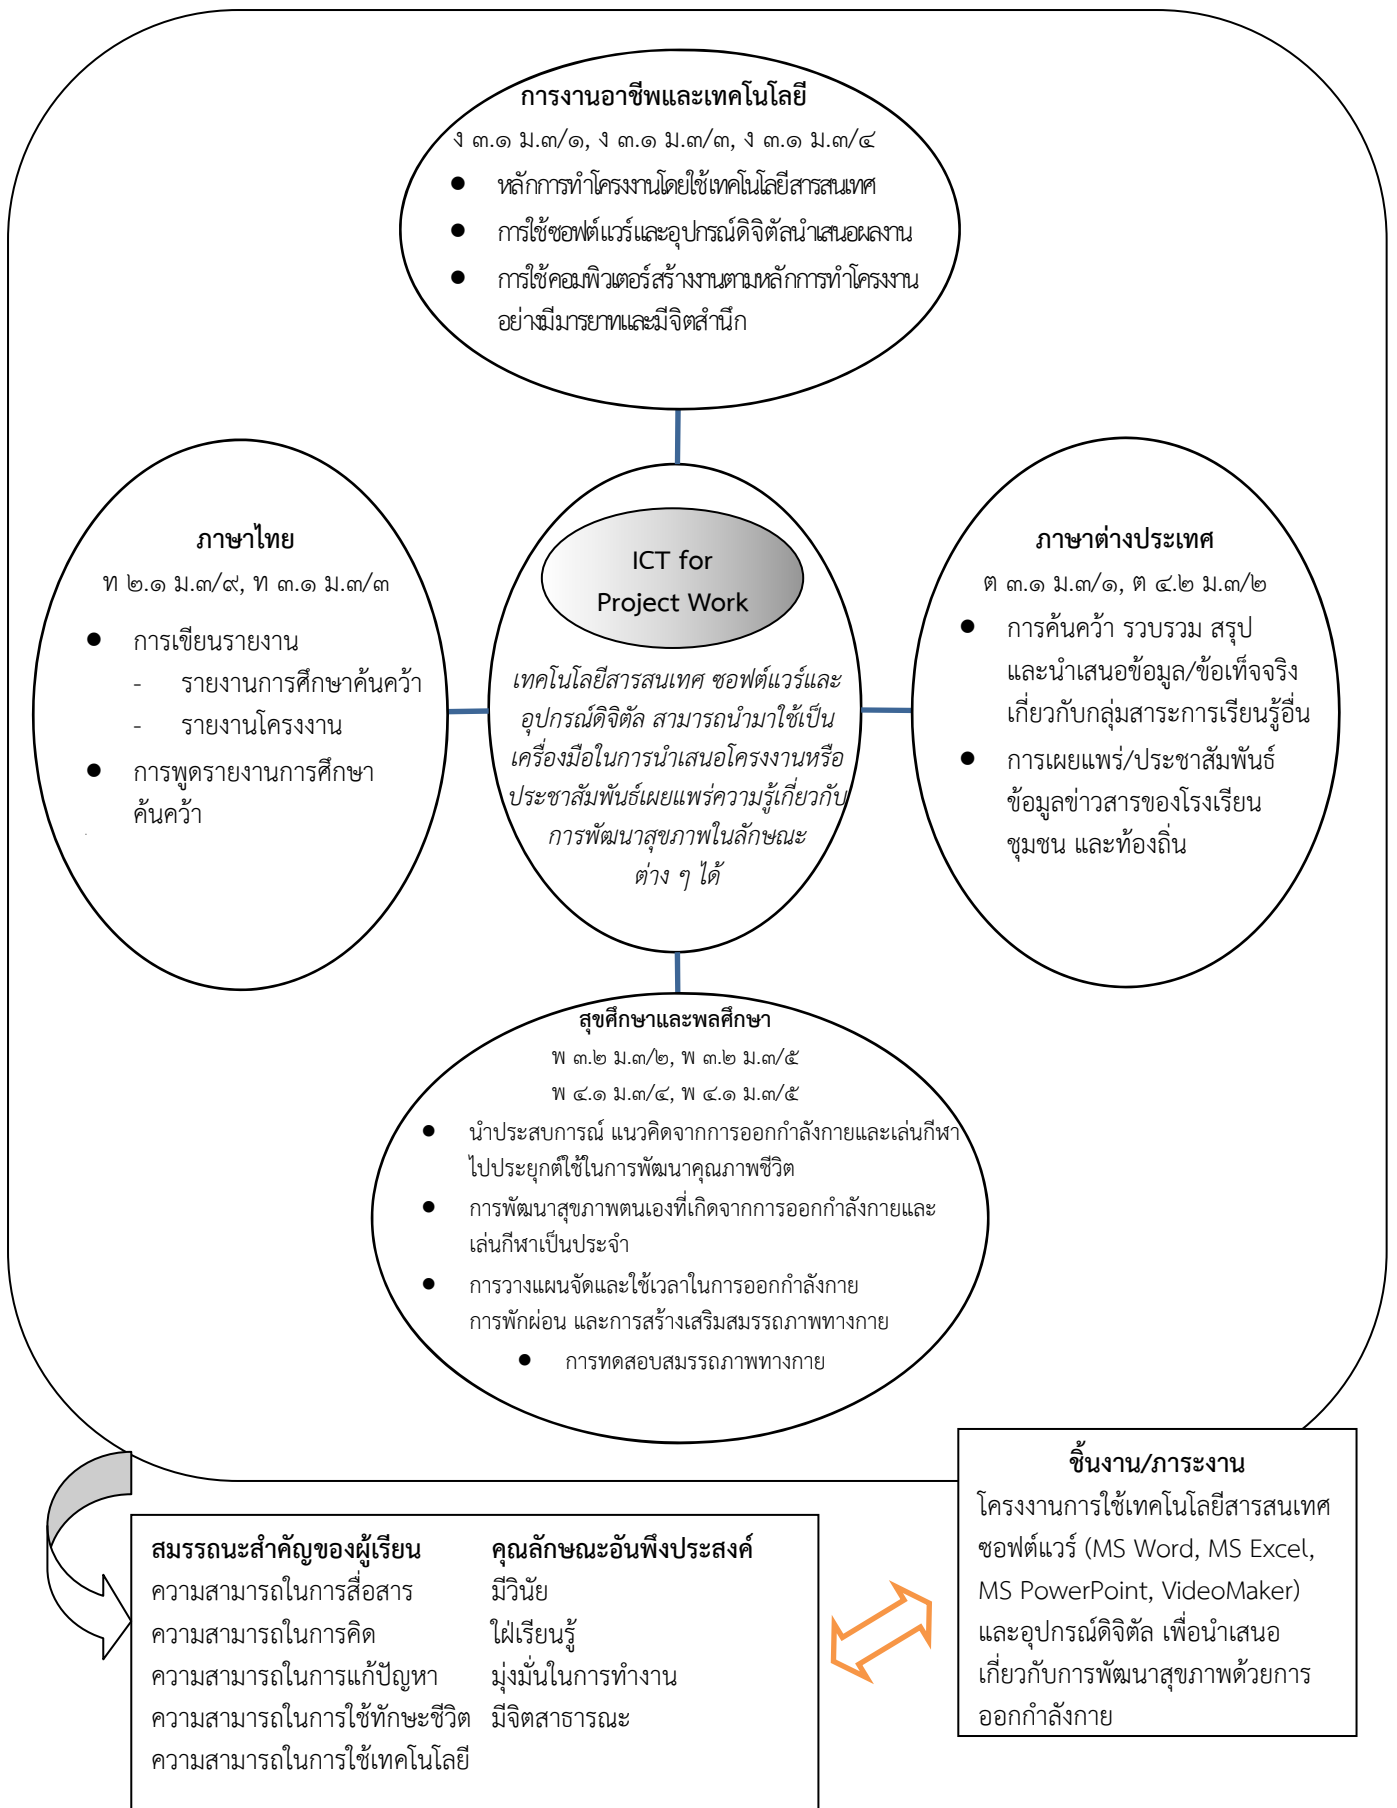 การงานอาชีพและเทคโนโลยี
ง ๓.๑ ม.๓/๑, ง ๓.๑ ม.๓/๓, ง ๓.๑ ม.๓/๔
● หลักการทำโครงงานโดยใช้เทคโนโลยีสารสนเทศ
● การใช้ซอฟต์แวร์และอุปกรณ์ดิจิตัลนำเสนอผลงาน
● การใช้คอมพิวเตอร์สร้างงานตามหลักการทำโครงงาน
อย่างมีมารยาทและมีจิตสำนึก
ภาษาไทย
ท ๒.๑ ม.๓/๙, ท ๓.๑ ม.๓/๓
● การเขียนรายงาน
- รายงานการศึกษาค้นคว้า
- รายงานโครงงาน
● การพูดรายงานการศึกษา
ค้นคว้า
ICT for
Project Work
เทคโนโลยีสารสนเทศ ซอฟต์แวร์และ
อุปกรณ์ดิจิตัล สามารถนำมาใช้เป็น
เครื่องมือในการนำเสนอโครงงานหรือ
ประชาสัมพันธ์เผยแพร่ความรู้เกี่ยวกับ
การพัฒนาสุขภาพในลักษณะ
ต่าง ๆ ได้
ภาษาต่างประเทศ
ต ๓.๑ ม.๓/๑, ต ๔.๒ ม.๓/๒
● การค้นคว้า รวบรวม สรุป
และนำเสนอข้อมูล/ข้อเท็จจริง
เกี่ยวกับกลุ่มสาระการเรียนรู้อื่น
● การเผยแพร่/ประชาสัมพันธ์
ข้อมูลข่าวสารของโรงเรียน
ชุมชน และท้องถิ่น
สุขศึกษาและพลศึกษา
พ ๓.๒ ม.๓/๒, พ ๓.๒ ม.๓/๕
พ ๔.๑ ม.๓/๔, พ ๔.๑ ม.๓/๕
● นำประสบการณ์ แนวคิดจากการออกกำลังกายและเล่นกีฬา
ไปประยุกต์ใช้ในการพัฒนาคุณภาพชีวิต
● การพัฒนาสุขภาพตนเองที่เกิดจากการออกกำลังกายและ
เล่นกีฬาเป็นประจำ
● การวางแผนจัดและใช้เวลาในการออกกำลังกาย
การพักผ่อน และการสร้างเสริมสมรรถภาพทางกาย
● การทดสอบสมรรถภาพทางกาย
สมรรถนะสำคัญของผู้เรียน
ความสามารถในการสื่อสาร
ความสามารถในการคิด
ความสามารถในการแก้ปัญหา
ความสามารถในการใช้ทักษะชีวิต
ความสามารถในการใช้เทคโนโลยี
คุณลักษณะอันพึงประสงค์
มีวินัย
ใฝ่เรียนรู้
มุ่งมั่นในการทำงาน
มีจิตสาธารณะ
ชิ้นงาน/ภาระงาน
โครงงานการใช้เทคโนโลยีสารสนเทศ
ซอฟต์แวร์ (MS Word, MS Excel,
MS PowerPoint, VideoMaker)
และอุปกรณ์ดิจิตัล เพื่อนำเสนอ
เกี่ยวกับการพัฒนาสุขภาพด้วยการ
ออกกำลังกาย